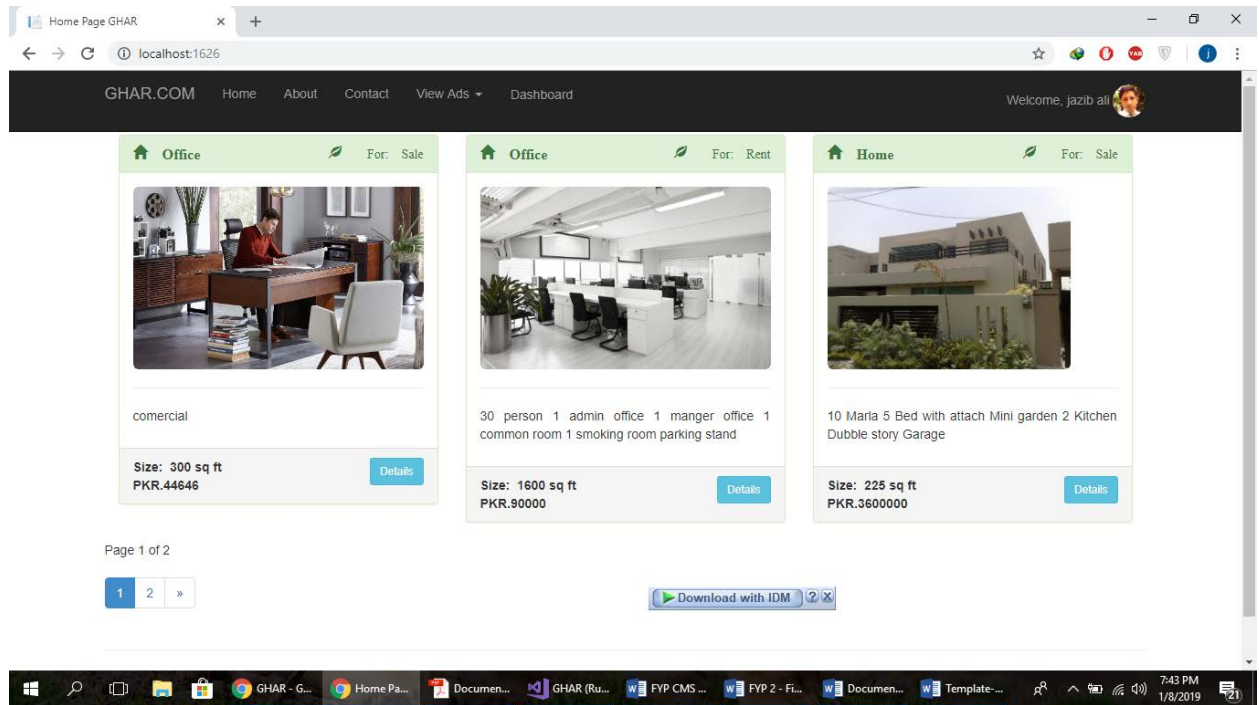 Home Page GHAR
localhost:1626
GHAR.COM Home About Contact View Ads Dashboard Welcome, jazib ali
Office For: Sale
comercial
Size: 300 sq ft
PKR.44646
Details
Office For: Rent
30 person 1 admin office 1 manger office 1
common room 1 smoking room parking stand
Size: 1600 sq ft
PKR.90000
Details
Home For: Sale
10 Marla 5 Bed with attach Mini garden 2 Kitchen
Dubble story Garage
Size: 225 sq ft
PKR.3600000
Details
Page 1 of 2
1 2 »
Download with IDM ? X
GHAR - G... Home Pa... Documen... GHAR (Ru... FYP CMS ... FYP 2 - Fi... Documen... Template-...
7:43 PM
1/8/2019
21